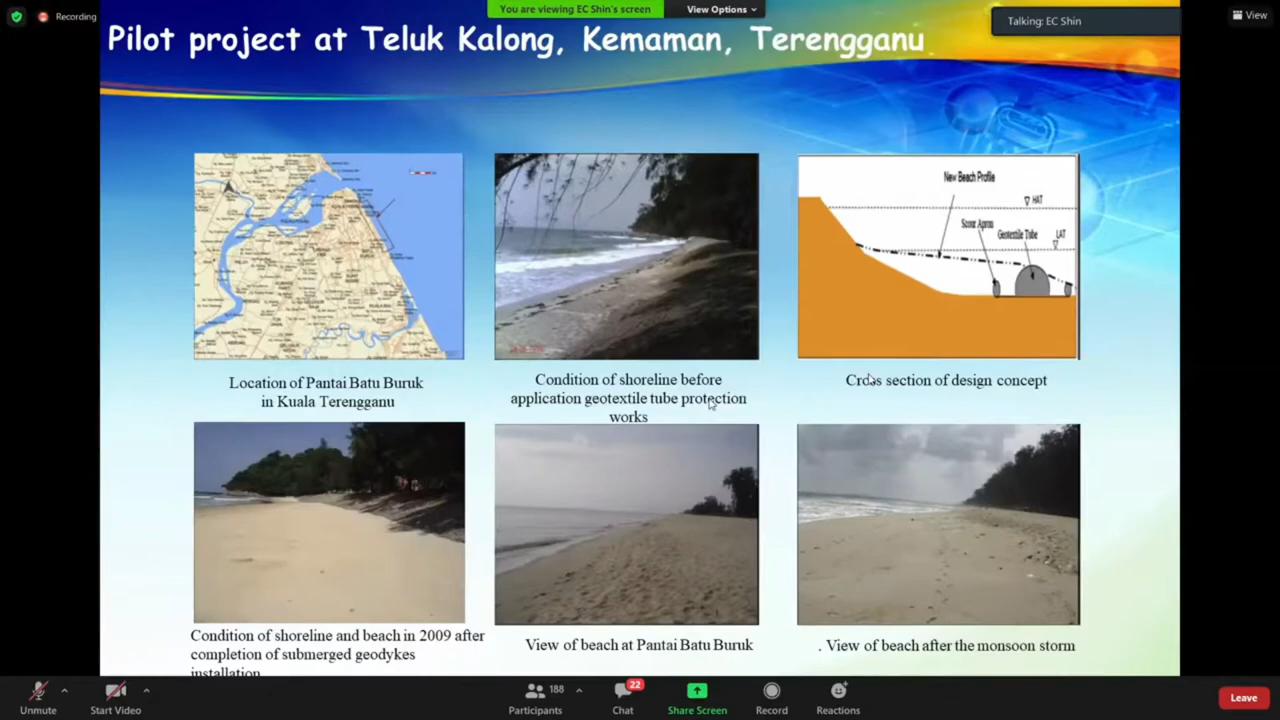 Recording
You are viewing EC Shin's screen
View Options
Talking: EC Shin
View
Pilot project at Teluk Kalong, Kemaman, Terengganu
New Beach Profile
HAT
Scour Apron
Geotextile Tube
LAT
Location of Pantai Batu Buruk
in Kuala Terengganu
Condition of shoreline before
application geotextile tube protection
works
Cross section of design concept
Condition of shoreline and beach in 2009 after
completion of submerged geodykes
installation
View of beach at Pantai Batu Buruk
. View of beach after the monsoon storm
Unmute
Start Video
188
Participants
22
Chat
Share Screen
Record
Reactions
Leave